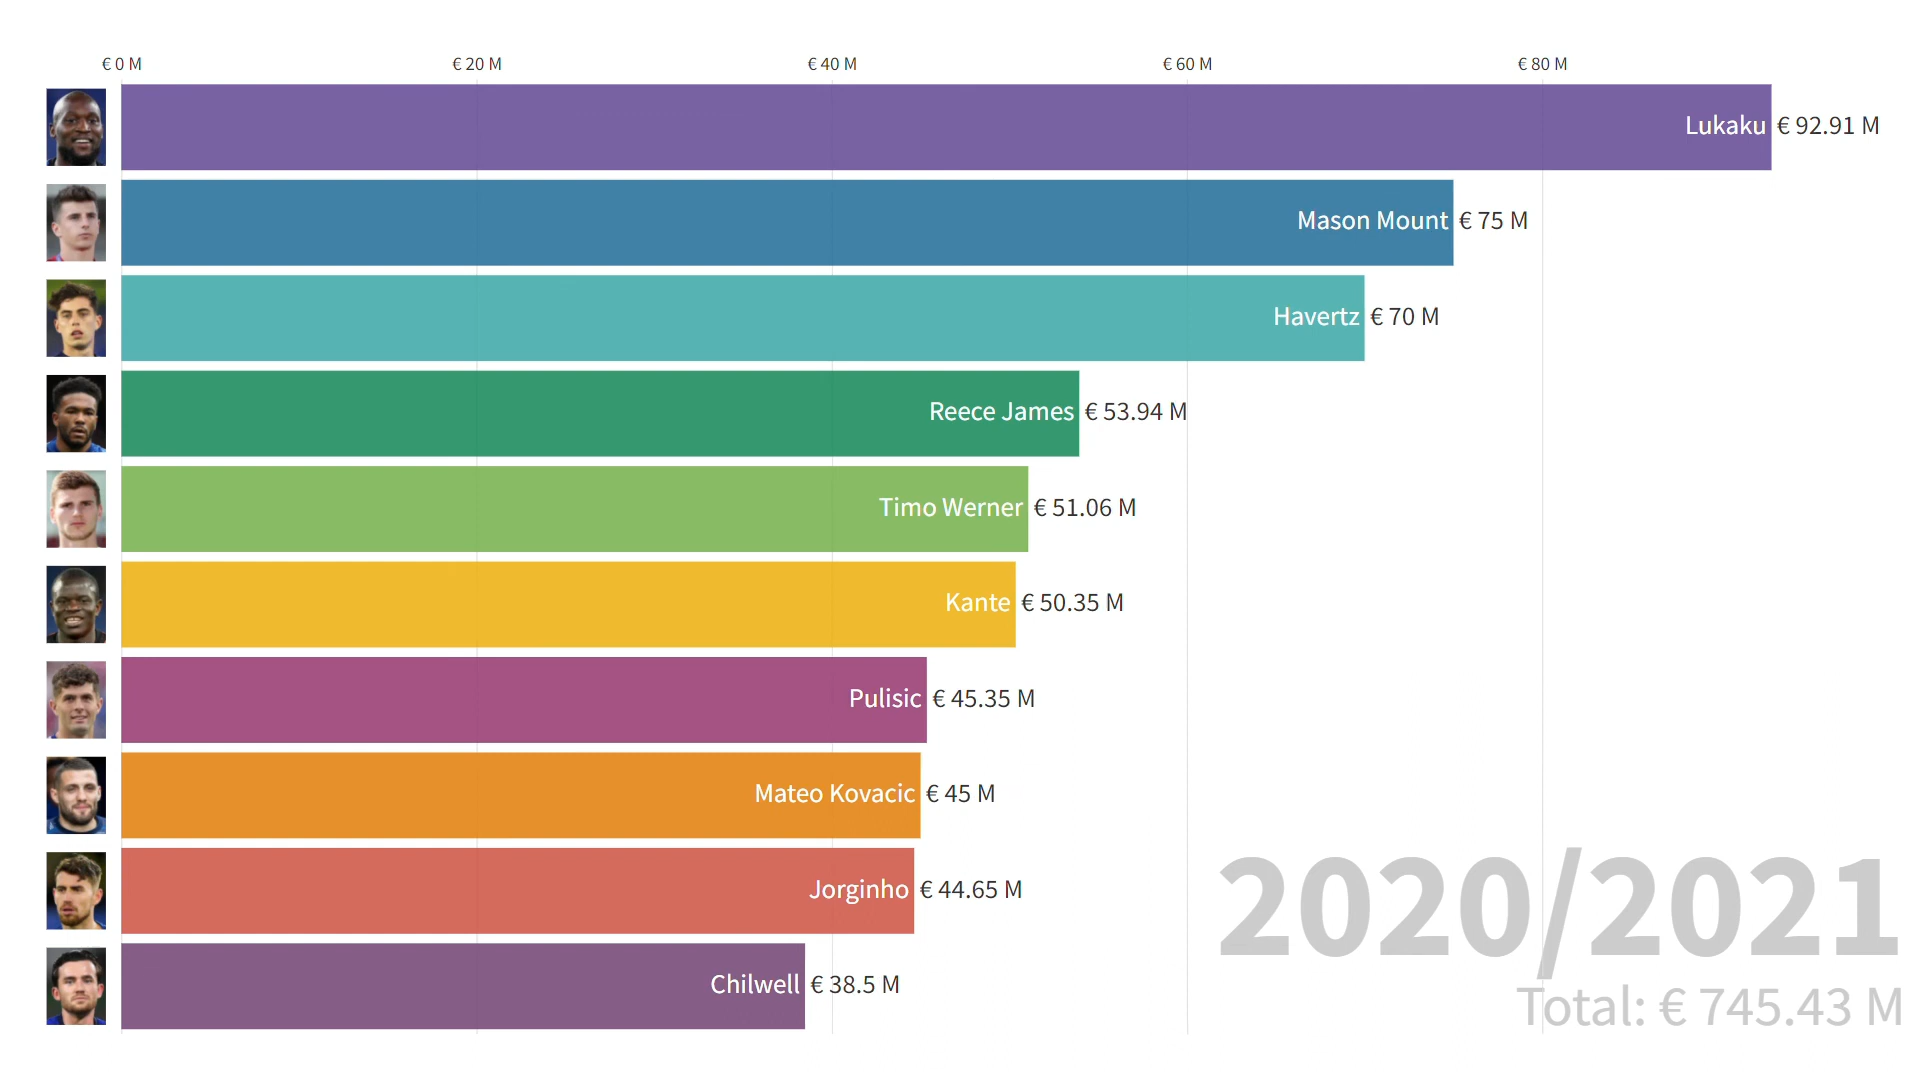 € 0 M € 20 M € 40 M € 60 M € 80 M
Lukaku € 92.91 M
Mason Mount € 75 M
Havertz € 70 M
Reece James € 53.94 M
Timo Werner € 51.06 M
Kante € 50.35 M
Pulisic € 45.35 M
Mateo Kovacic € 45 M
Jorginho € 44.65 M
Chilwell € 38.5 M
2020/2021
Total: € 745.43 M